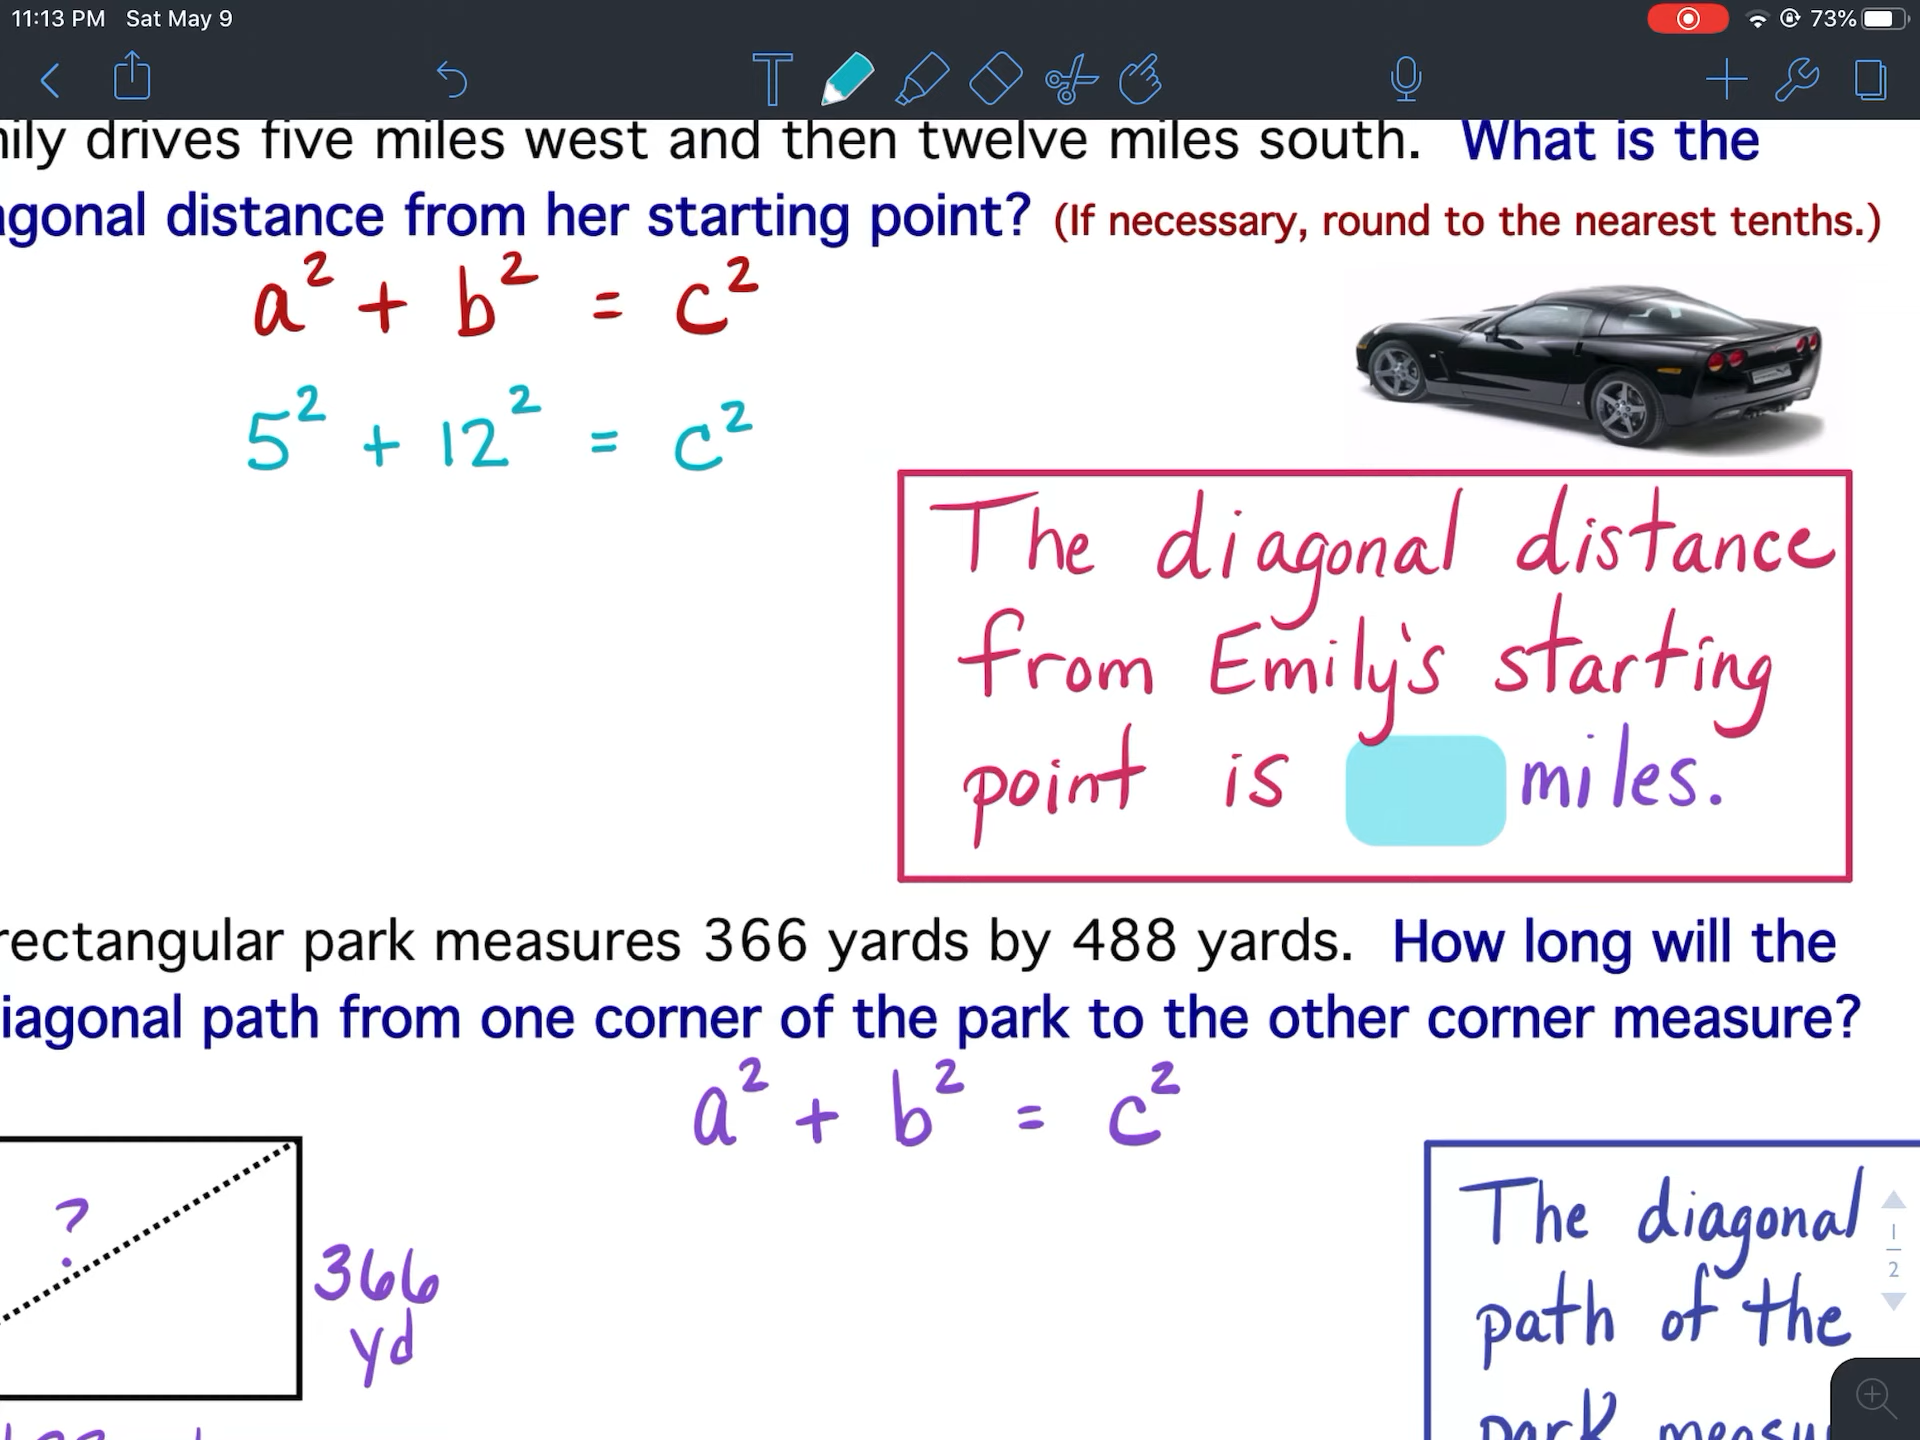 11:13 PM Sat May 9
73%
drives five miles west and then twelve miles south. What is the
distance from her starting point? (If necessary, round to the nearest tenths.)
a² + b² = c²
5² + 12² = c²
The diagonal distance
from Emily's starting
point is miles.
rectangular park measures 366 yards by 488 yards. How long will the
path from one corner of the park to the other corner measure?
a² + b² = c²
?
366
yd
The diagonal
path of the
park
1
2